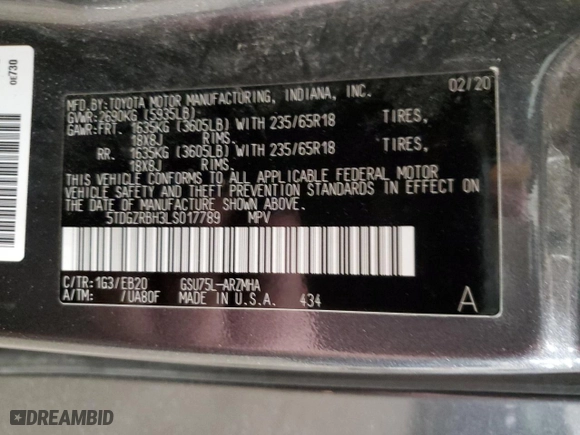 0E730
MFD.BY:TOYOTA MOTOR MANUFACTURING, INDIANA, INC. 02/20
GVWR:2690KG (5935LB)
GAWR:FRT. 1635KG (3605LB) WITH 235/65R18 TIRES,
18X8J RIMS.
RR. 1635KG (3605LB) WITH 235/65R18 TIRES,
18X8J RIMS.
THIS VEHICLE CONFORMS TO ALL APPLICABLE FEDERAL MOTOR
VEHICLE SAFETY AND THEFT PREVENTION STANDARDS IN EFFECT ON
THE DATE OF MANUFACTURE SHOWN ABOVE.
5TDGZRBH3LS017789 MPV
C/TR:1G3/EB20 GSU75L-ARZMHA
A/TM: /UA80F MADE IN U.S.A. 434 A
DREAMBID